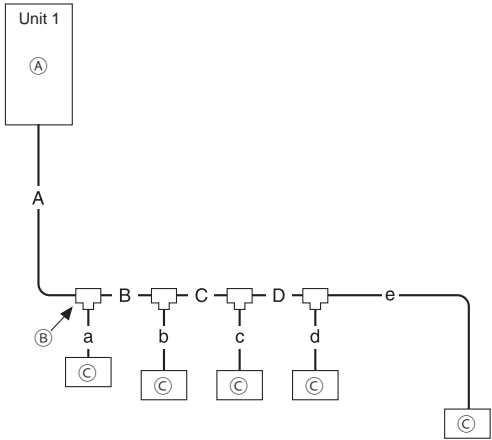 Unit 1
Ⓐ
A
B C D e
Ⓑ a b c d
Ⓒ
Ⓒ Ⓒ Ⓒ
Ⓒ